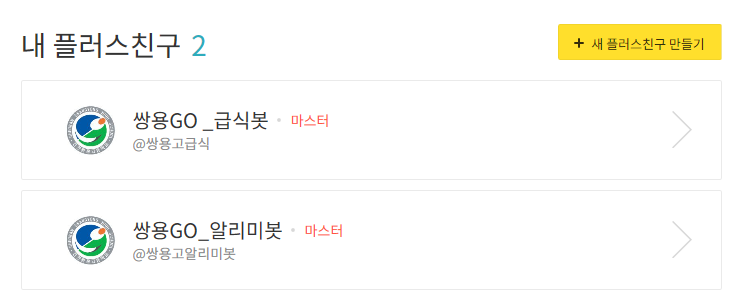 내 플러스친구 2
+ 새 플러스친구 만들기
쌍용GO _급식봇 • 마스터
@쌍용고급식
쌍용GO_알리미봇 • 마스터
@쌍용고알리미봇